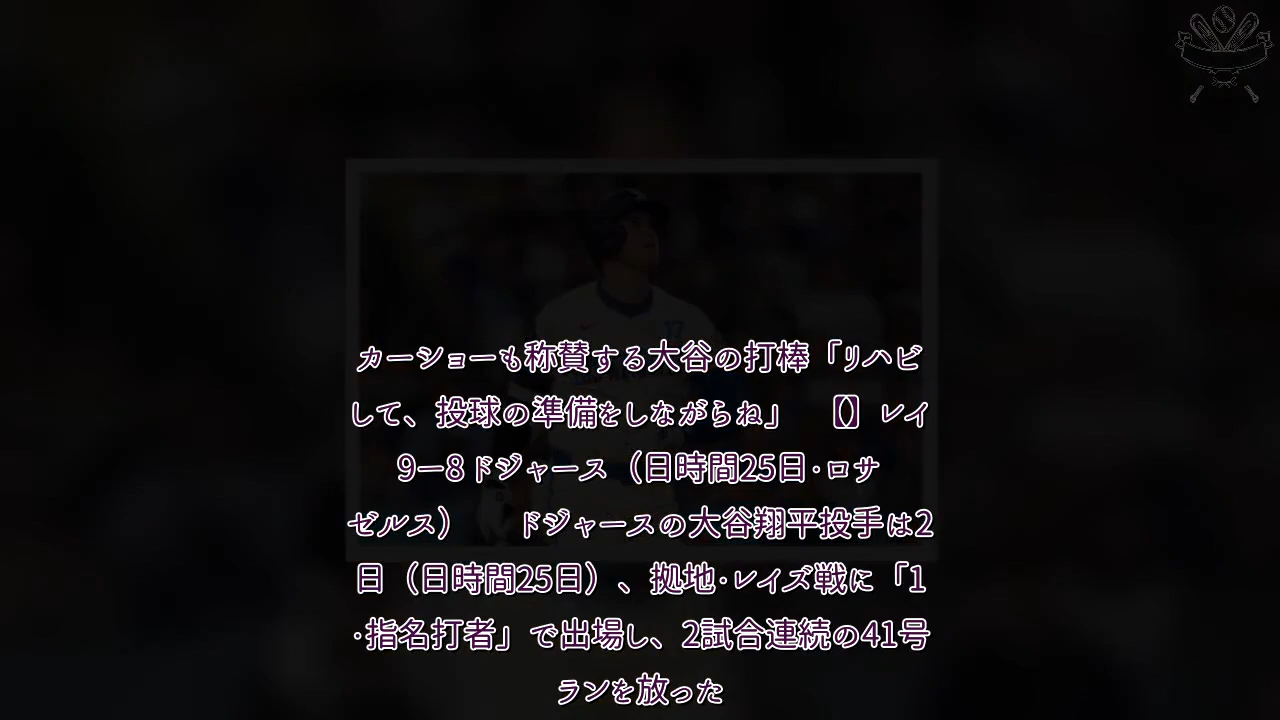 カーショーも称賛する大谷の打棒「リハビ
して、投球の準備をしながらね」　【】レイ
9－8ドジャース（日時間25日・ロサ
ゼルス）　　ドジャースの大谷翔平投手は2
日（日時間25日）、拠地・レイズ戦に「1
・指名打者」で出場し、2試合連続の41号
ランを放った